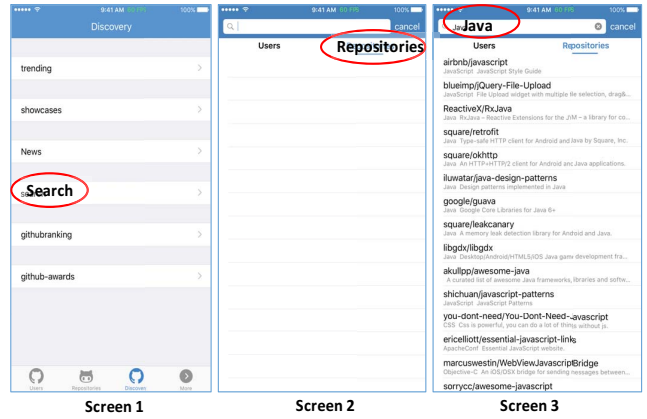 9:41 AM 60 FPS 100%
Discovery
trending
showcases
News
Search
githubranking
github-awards
Users Repositories Discover More
Screen 1
9:41 AM 60 FPS 100%
cancel
Users Repositories
Screen 2
9:41 AM 60 FPS 100%
Java cancel
Users Repositories
airbnb/javascript
JavaScript JavaScript Style Guide
blueimp/jQuery-File-Upload
JavaScript File Upload widget with multiple file selection, drag&...
ReactiveX/RxJava
Java RxJava – Reactive Extensions for the JVM – a library for co...
square/retrofit
Java Type-safe HTTP client for Android and Java by Square, Inc.
square/okhttp
Java An HTTP+HTTP/2 client for Android and Java applications.
iluwatar/java-design-patterns
Java Design patterns implemented in Java
google/guava
Java Google Core Libraries for Java 6+
square/leakcanary
Java A memory leak detection library for Android and Java.
libgdx/libgdx
Java Desktop/Android/HTML5/iOS Java game development fra...
akullpp/awesome-java
A curated list of awesome Java frameworks, libraries and softw...
shichuan/javascript-patterns
JavaScript JavaScript Patterns
you-dont-need/You-Dont-Need-Javascript
CSS Css is powerful, you can do a lot of things without js.
ericelliott/essential-javascript-links
ApacheConf Essential JavaScript website.
marcuswestin/WebViewJavascriptBridge
Objective-C An iOS/OSX bridge for sending messages between...
sorrycc/awesome-javascript
Screen 3